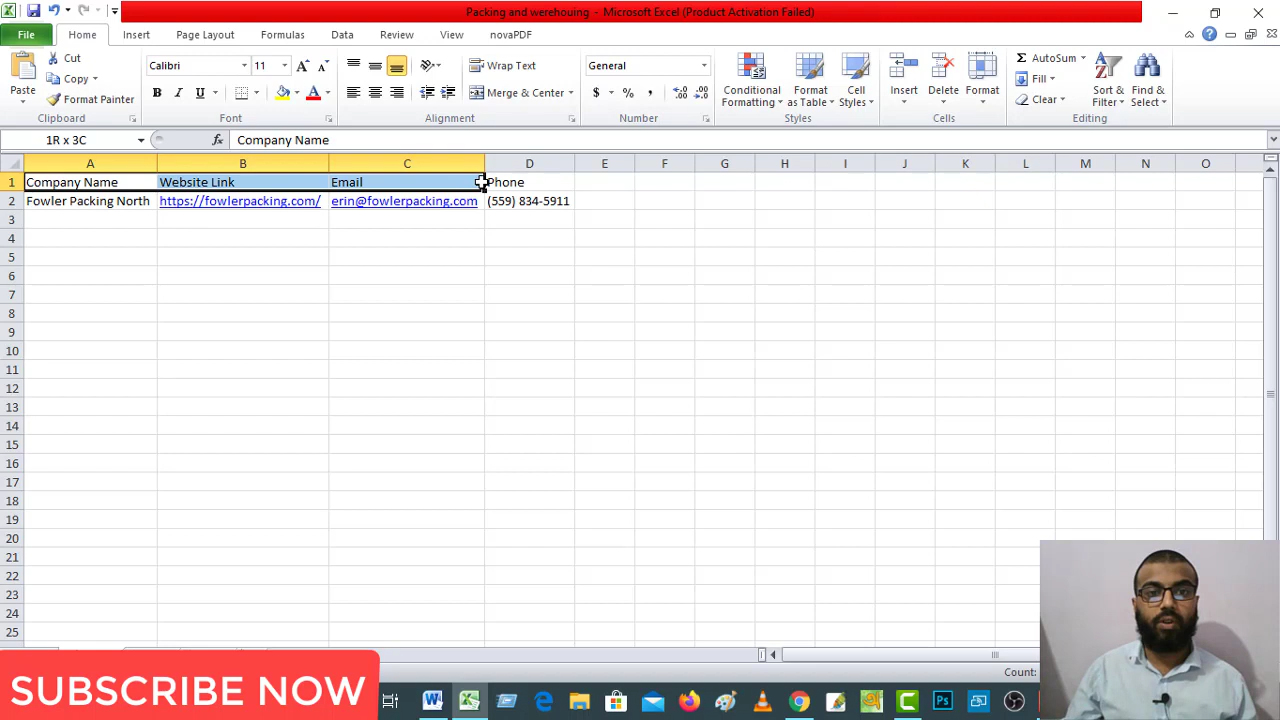 Packing and werehouing - Microsoft Excel (Product Activation Failed)
File Home Insert Page Layout Formulas Data Review View novaPDF
Paste
Cut
Copy
Format Painter
Clipboard
Calibri 11
B I U
Font
Wrap Text
Merge & Center
Alignment
General
$ % ,
Number
Conditional Formatting
Format as Table
Cell Styles
Styles
Insert
Delete
Format
Cells
AutoSum
Fill
Clear
Sort & Filter
Find & Select
Editing
1R x 3C fx Company Name
A B C D E F G H I J K L M N O
1 Company Name Website Link Email Phone
2 Fowler Packing North https://fowlerpacking.com/ erin@fowlerpacking.com (559) 834-5911
3
4
5
6
7
8
9
10
11
12
13
14
15
16
17
18
19
20
21
22
23
24
25
Count:
SUBSCRIBE NOW